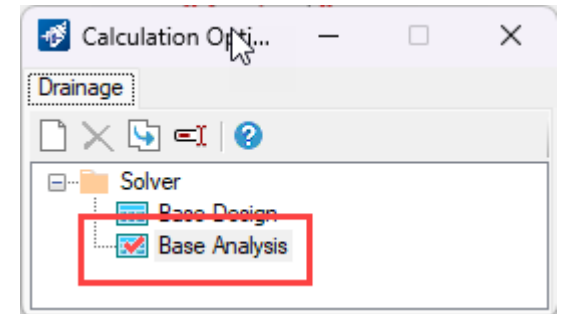 Calculation Opti...
Drainage
Solver
Base Design
Base Analysis